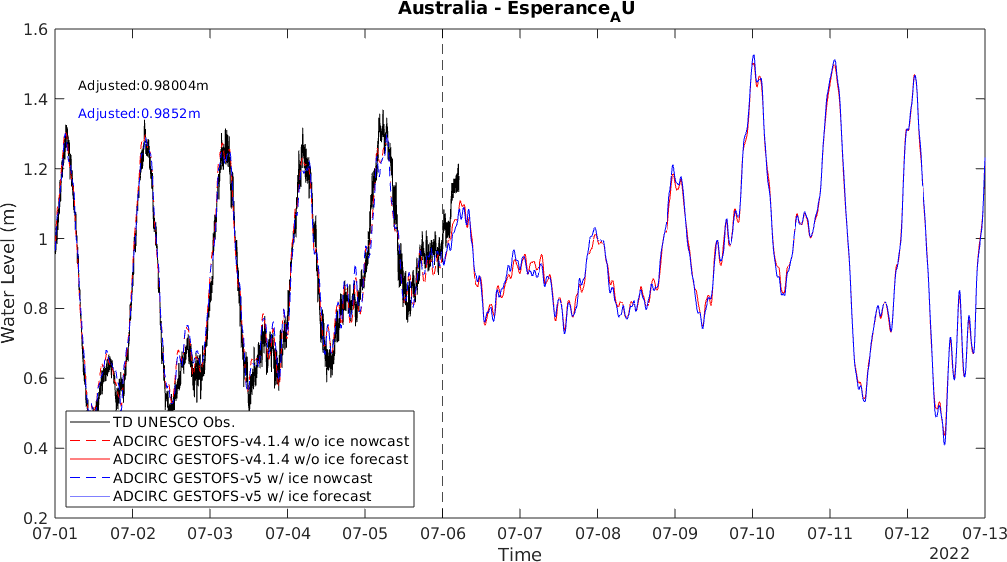 Australia - Esperance_AU
1.6
1.4
1.2
1
0.8
0.6
0.4
0.2
Water Level (m)
Adjusted:0.98004m
Adjusted:0.9852m
TD UNESCO Obs.
ADCIRC GESTOFS-v4.1.4 w/o ice nowcast
ADCIRC GESTOFS-v4.1.4 w/o ice forecast
ADCIRC GESTOFS-v5 w/ ice nowcast
ADCIRC GESTOFS-v5 w/ ice forecast
07-01 07-02 07-03 07-04 07-05 07-06 07-07 07-08 07-09 07-10 07-11 07-12 07-13
Time
2022